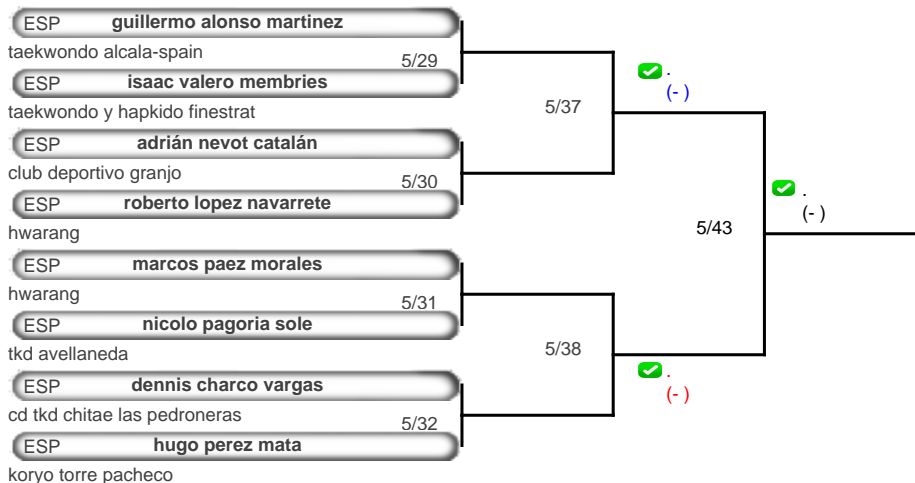 ESP guillermo alonso martinez
taekwondo alcala-spain
5/29
ESP isaac valero membries
taekwondo y hapkido finestrat
ESP adrián nevot catalán
club deportivo granjo
5/30
ESP roberto lopez navarrete
hwarang
ESP marcos paez morales
hwarang
5/31
ESP nicolo pagoria sole
tkd avellaneda
ESP dennis charco vargas
cd tkd chitae las pedroneras
5/32
ESP hugo perez mata
koryo torre pacheco
5/37
5/38
.
(- )
.
(- )
5/43
.
(- )